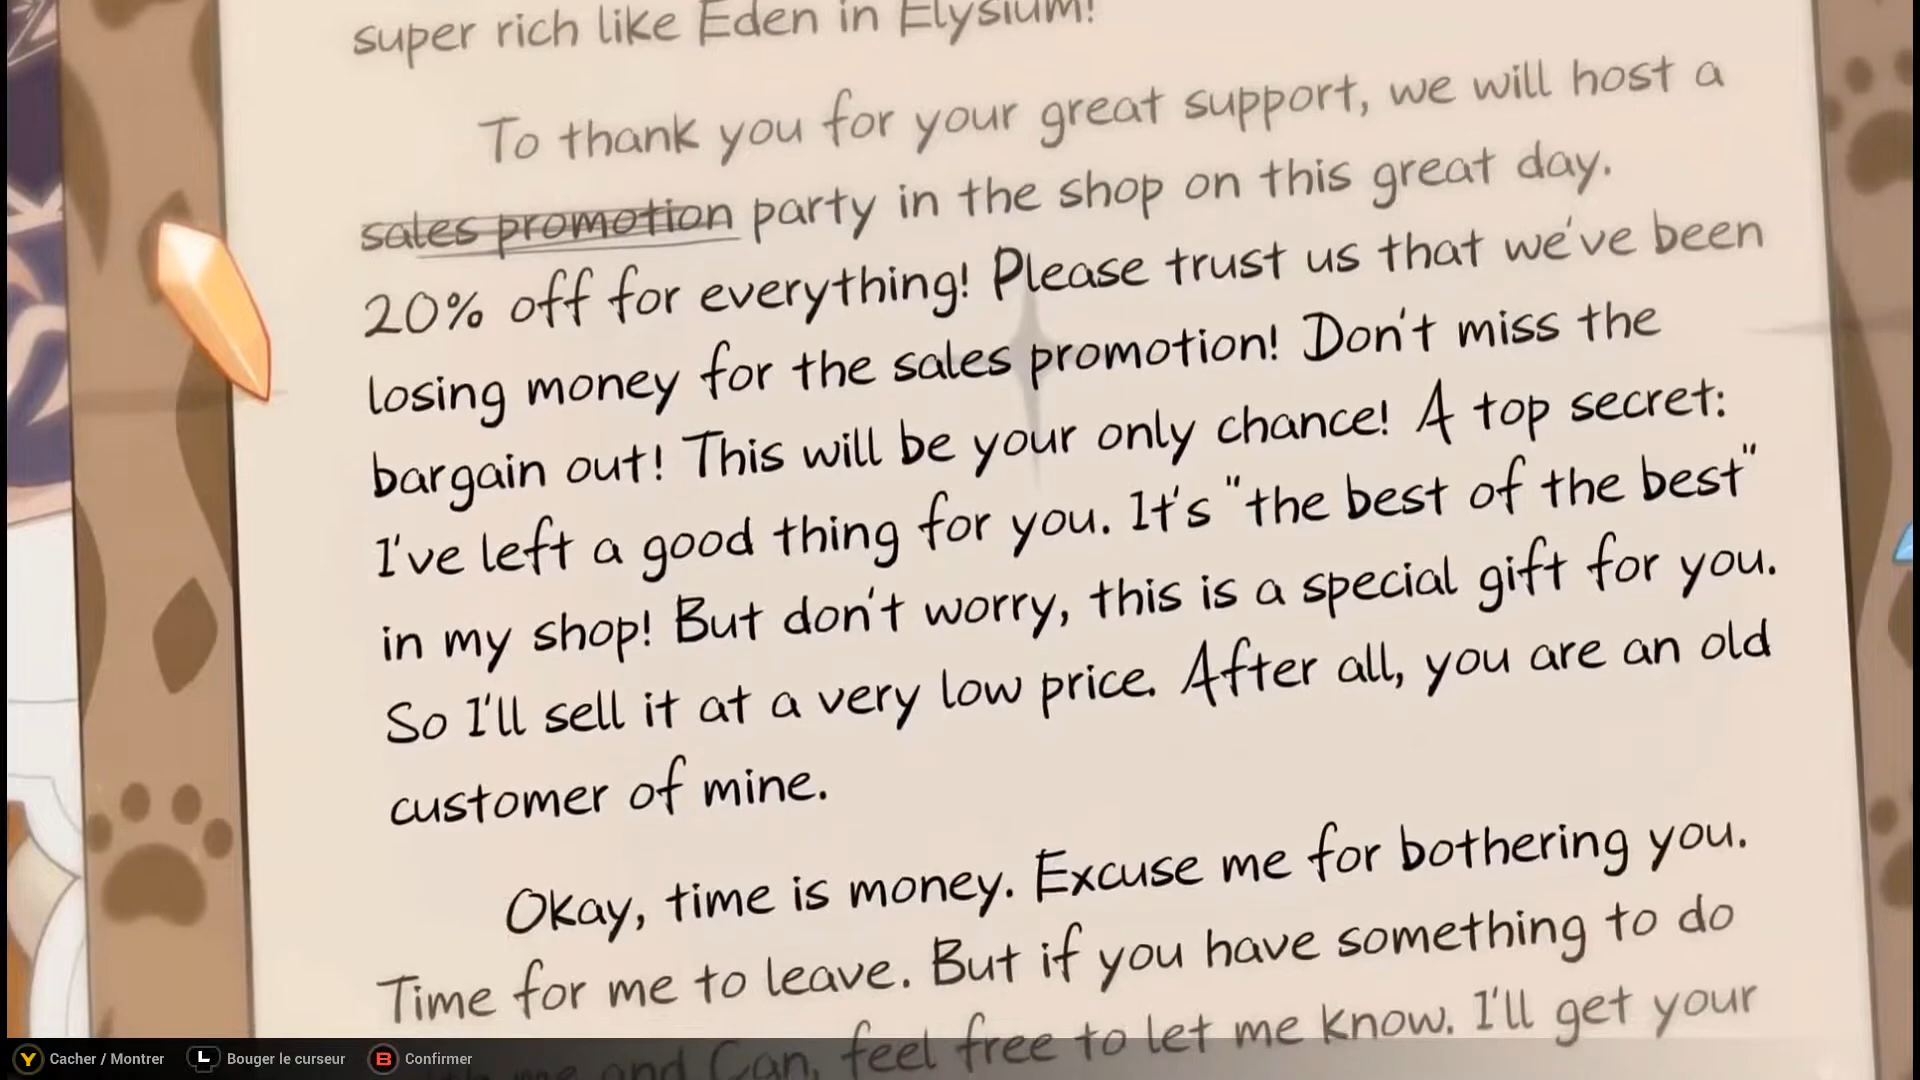 super rich like Eden in Elysium!
To thank you for your great support, we will host a
sales promotion party in the shop on this great day.
20% off for everything! Please trust us that we've been
losing money for the sales promotion! Don't miss the
bargain out! This will be your only chance! A top secret:
I've left a good thing for you. It's "the best of the best"
in my shop! But don't worry, this is a special gift for you.
So I'll sell it at a very low price. After all, you are an old
customer of mine.
Okay, time is money. Excuse me for bothering you.
Time for me to leave. But if you have something to do
me and Can, feel free to let me know. I'll get your
Y Cacher / Montrer L Bouger le curseur B Confirmer